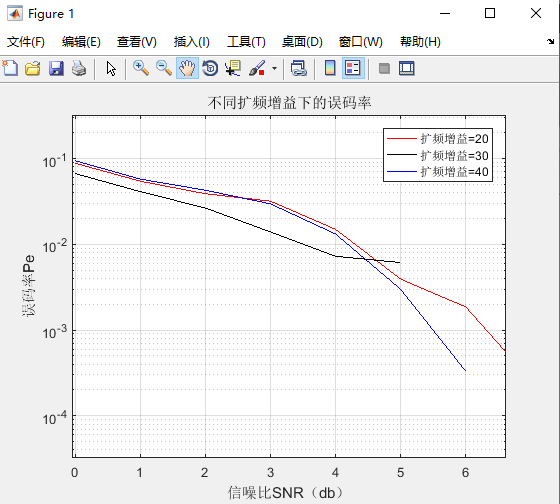 Figure 1
文件(F) 编辑(E) 查看(V) 插入(I) 工具(T) 桌面(D) 窗口(W) 帮助(H)
不同扩频增益下的误码率
扩频增益=20
扩频增益=30
扩频增益=40
10⁻¹
10⁻²
10⁻³
10⁻⁴
误码率Pe
0 1 2 3 4 5 6
信噪比SNR（db）